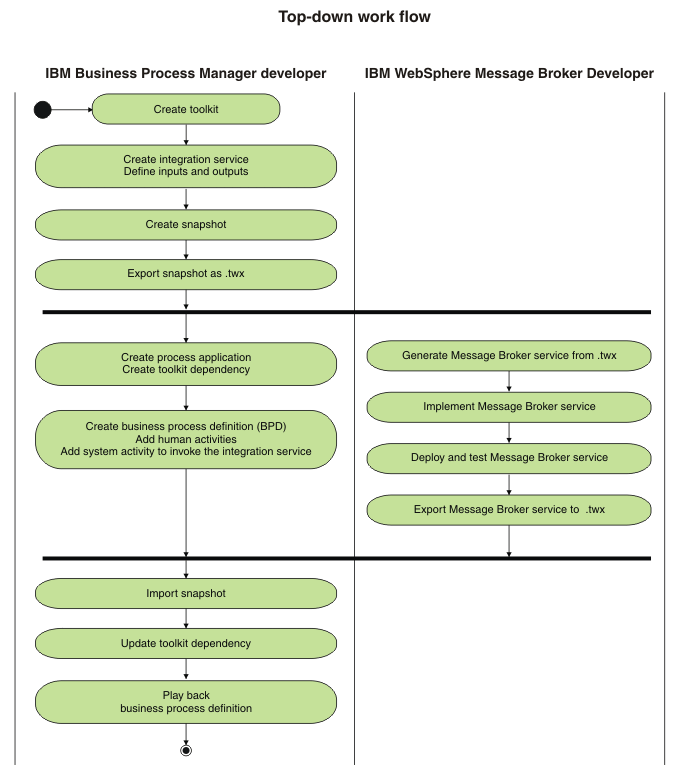 Top-down work flow
IBM Business Process Manager developer
IBM WebSphere Message Broker Developer
Create toolkit
Create integration service
Define inputs and outputs
Create snapshot
Export snapshot as .twx
Create process application
Create toolkit dependency
Create business process definition (BPD)
Add human activities
Add system activity to invoke the integration service
Generate Message Broker service from .twx
Implement Message Broker service
Deploy and test Message Broker service
Export Message Broker service to .twx
Import snapshot
Update toolkit dependency
Play back
business process definition